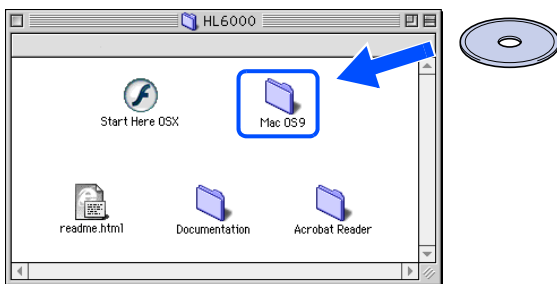 HL6000
Start Here OSX
Mac OS9
readme.html
Documentation
Acrobat Reader